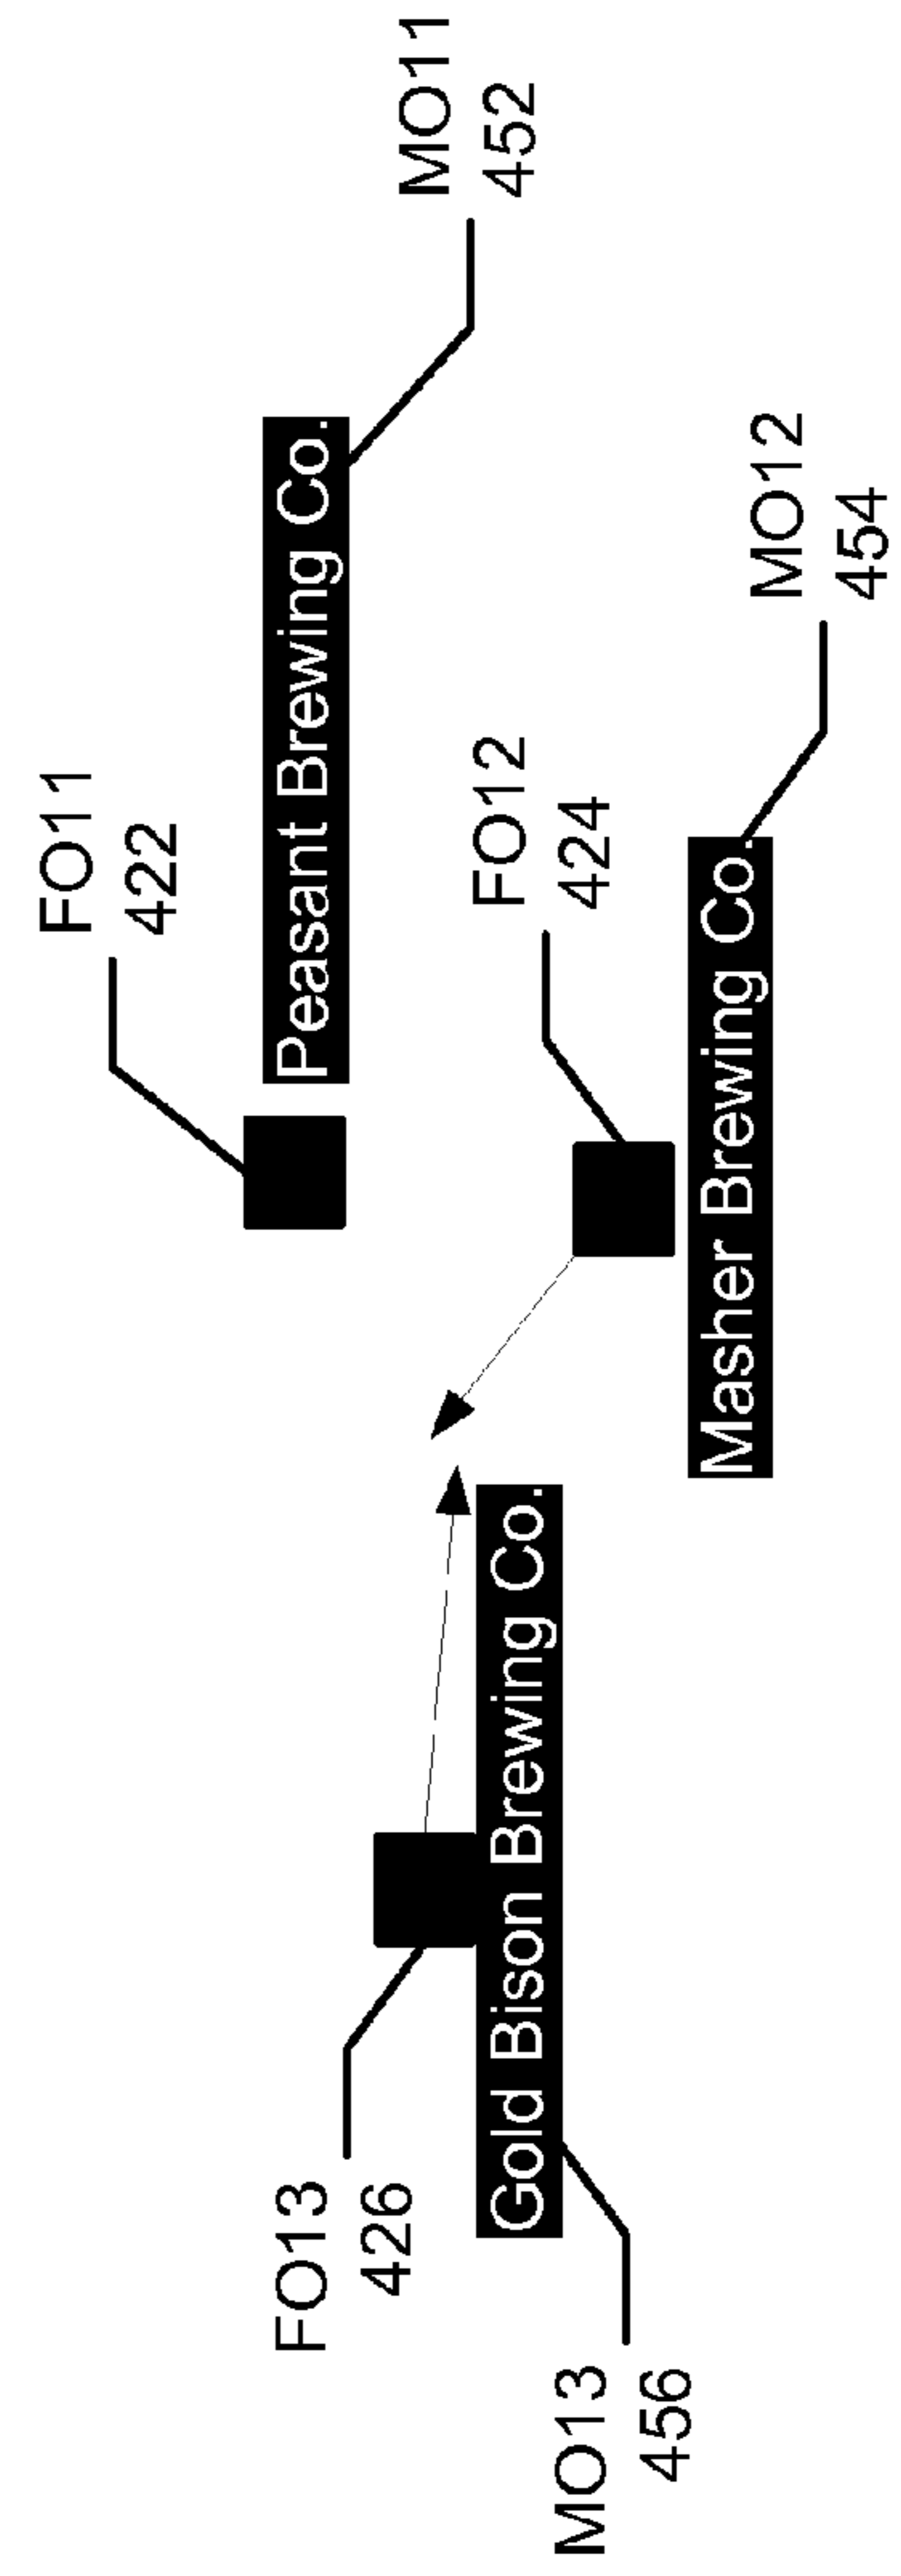 FO11
422
Peasant Brewing Co.
MO11
452
FO13
426
FO12
424
Gold Bison Brewing Co.
MO13
456
Masher Brewing Co.
MO12
454